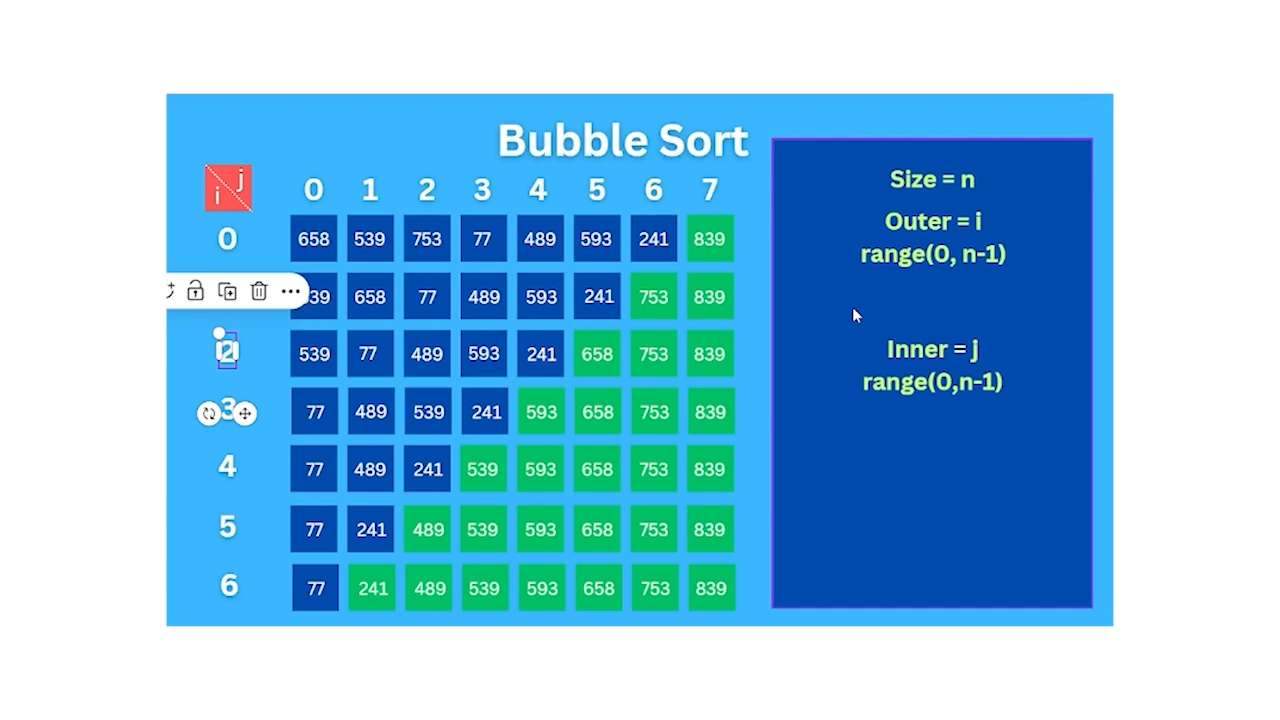 Bubble Sort
j
i
0 1 2 3 4 5 6 7
0 658 539 753 77 489 593 241 839
658 77 489 593 241 753 839
2 539 77 489 593 241 658 753 839
3 77 489 539 241 593 658 753 839
4 77 489 241 539 593 658 753 839
5 77 241 489 539 593 658 753 839
6 77 241 489 539 593 658 753 839
Size = n
Outer = i
range(0, n-1)
Inner = j
range(0,n-1)